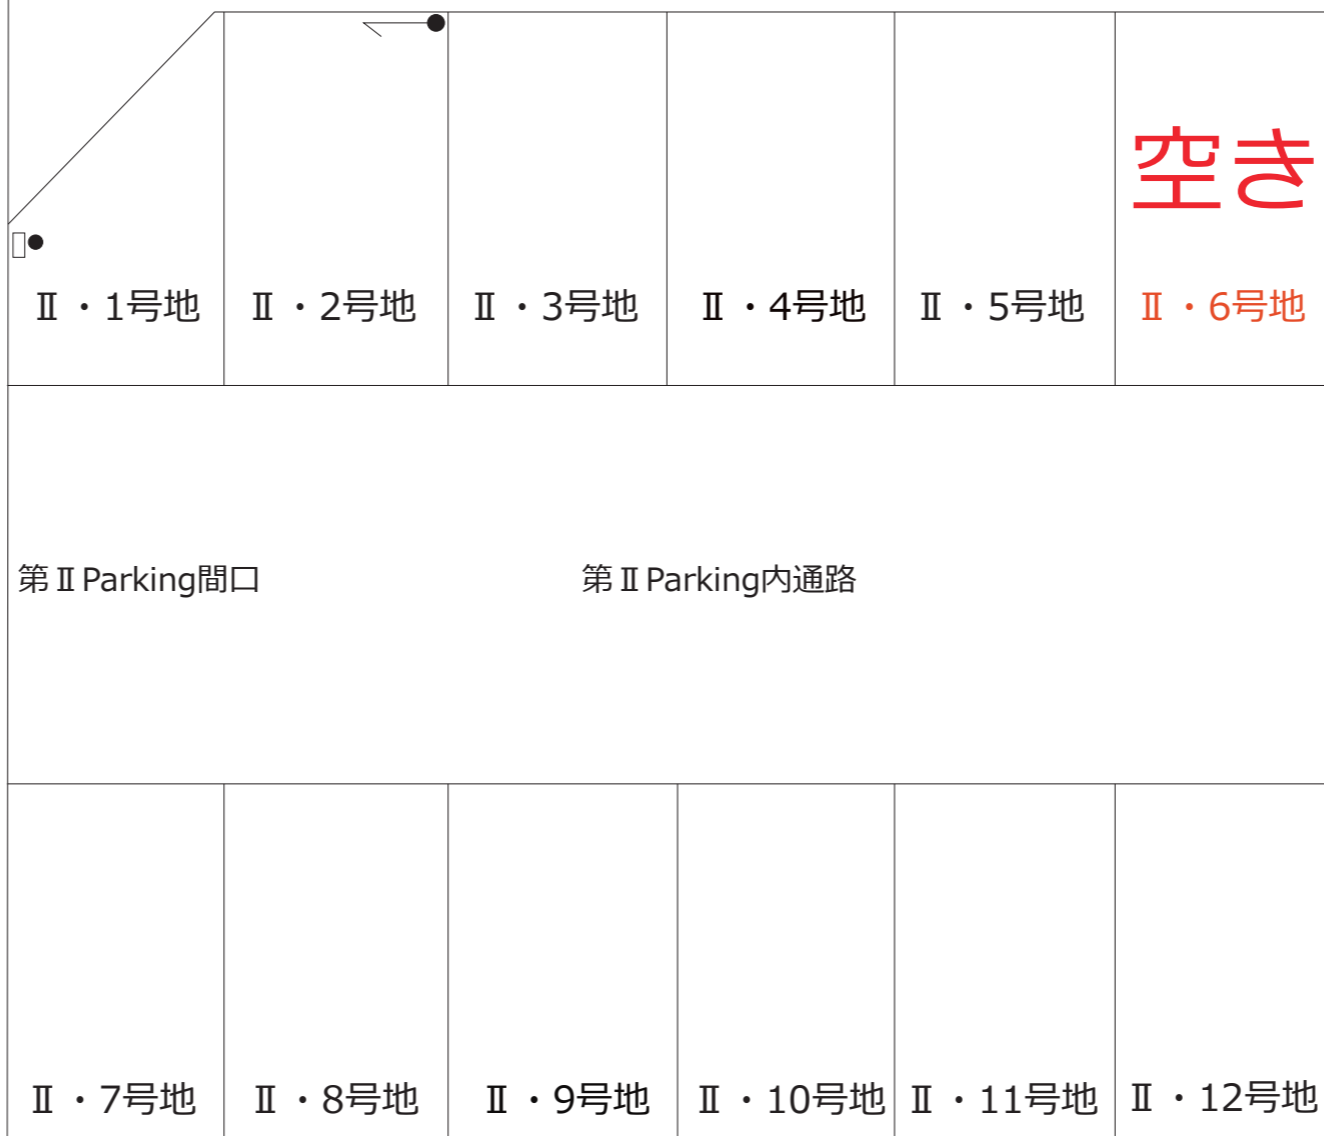 空き
Ⅱ・1号地 Ⅱ・2号地 Ⅱ・3号地 Ⅱ・4号地 Ⅱ・5号地 Ⅱ・6号地
第ⅡParking間口 第ⅡParking内通路
Ⅱ・7号地 Ⅱ・8号地 Ⅱ・9号地 Ⅱ・10号地 Ⅱ・11号地 Ⅱ・12号地